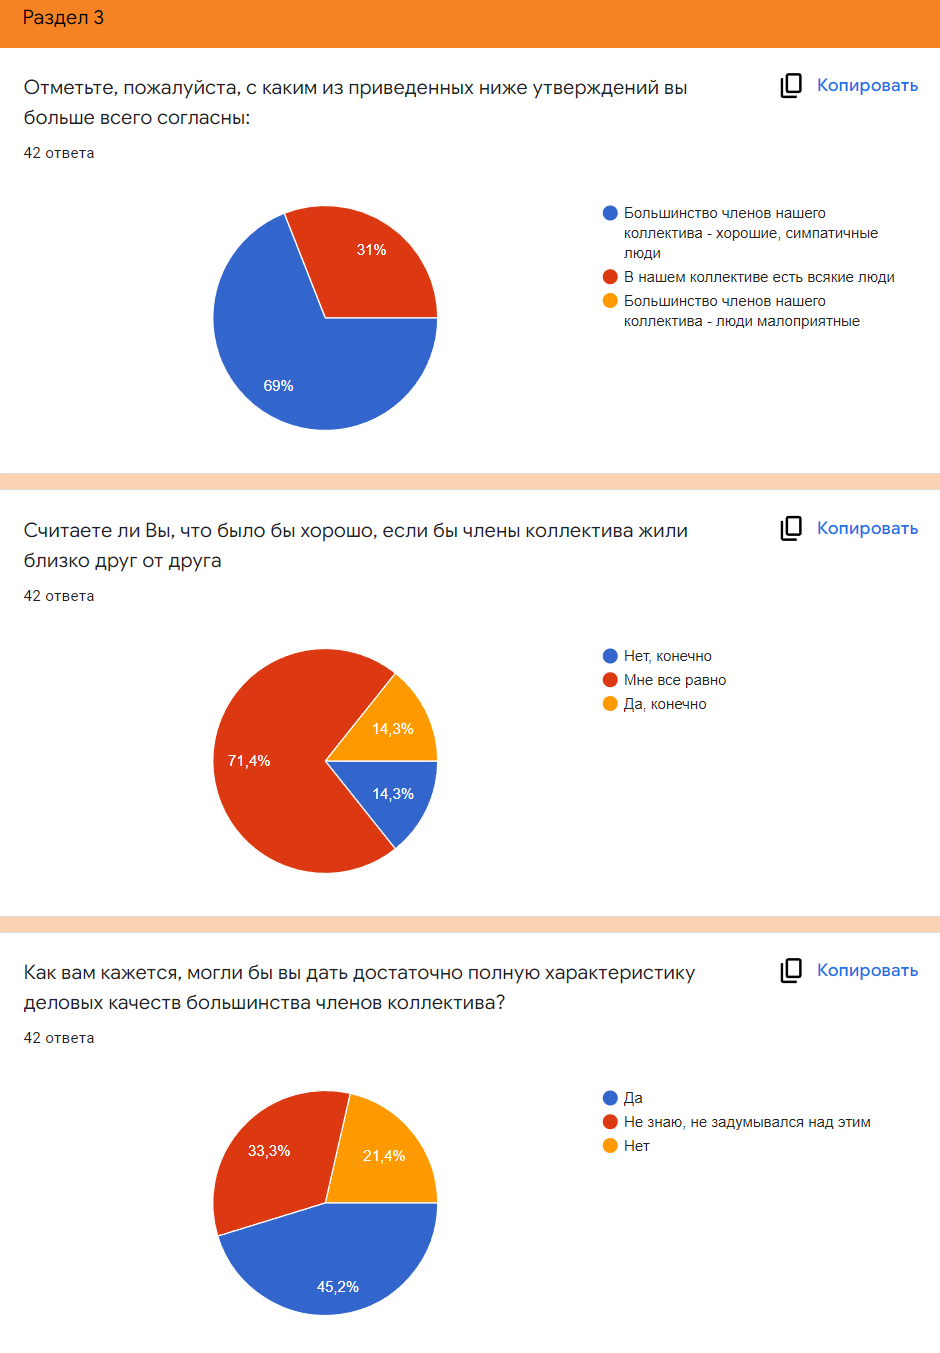 Раздел 3
Отметьте, пожалуйста, с каким из приведенных ниже утверждений вы
больше всего согласны:
Копировать
42 ответа
31%
69%
Большинство членов нашего
коллектива - хорошие, симпатичные
люди
В нашем коллективе есть всякие люди
Большинство членов нашего
коллектива - люди малоприятные
Считаете ли Вы, что было бы хорошо, если бы члены коллектива жили
близко друг от друга
Копировать
42 ответа
14,3%
71,4%
14,3%
Нет, конечно
Мне все равно
Да, конечно
Как вам кажется, могли бы вы дать достаточно полную характеристику
деловых качеств большинства членов коллектива?
Копировать
42 ответа
33,3%
21,4%
45,2%
Да
Не знаю, не задумывался над этим
Нет